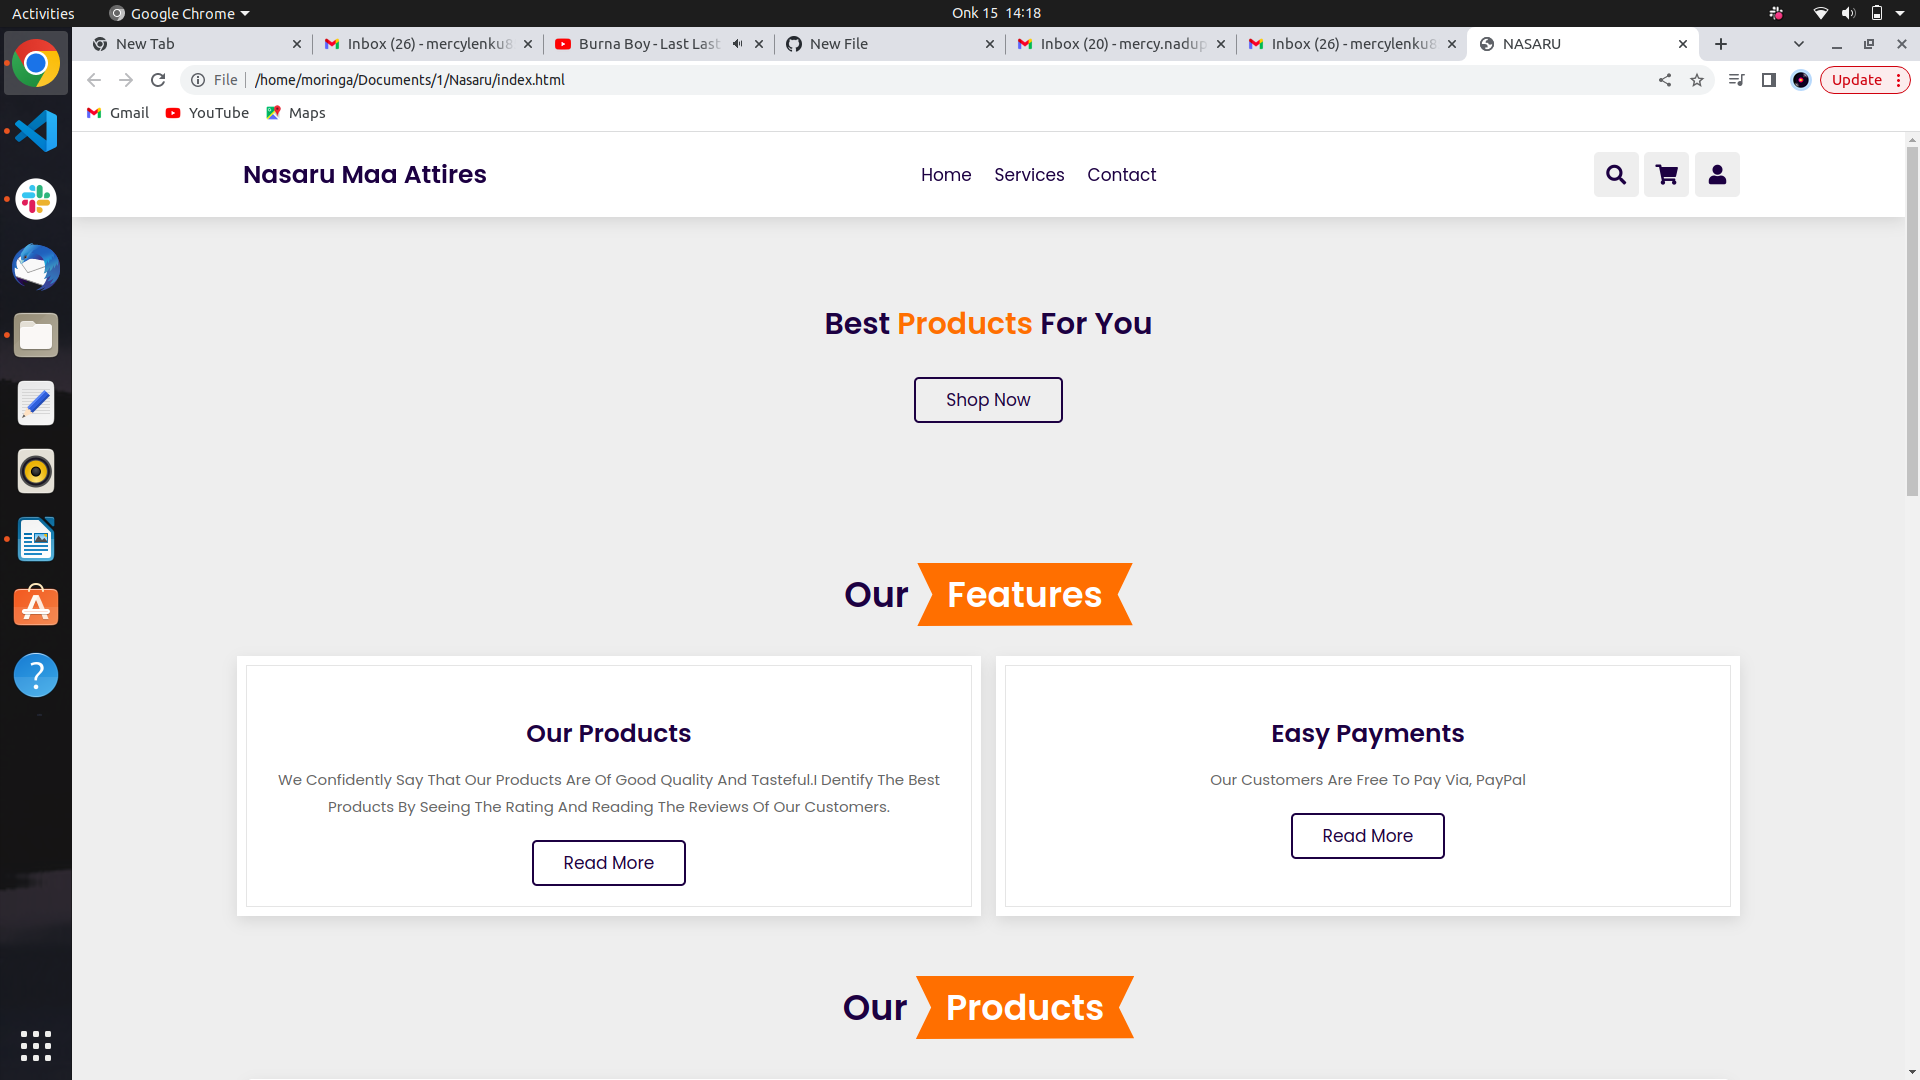 Activities
Google Chrome
Onk 15 14:18
New Tab
Inbox (26) - mercylenku8
Burna Boy - Last Last
New File
Inbox (20) - mercy.nadup
Inbox (26) - mercylenku8
NASARU
File
/home/moringa/Documents/1/Nasaru/index.html
Update
Gmail
YouTube
Maps
Nasaru Maa Attires
Home
Services
Contact
Best Products For You
Shop Now
Our Features
Our Products
We Confidently Say That Our Products Are Of Good Quality And Tasteful.I Dentify The Best
Products By Seeing The Rating And Reading The Reviews Of Our Customers.
Read More
Easy Payments
Our Customers Are Free To Pay Via, PayPal
Read More
Our Products